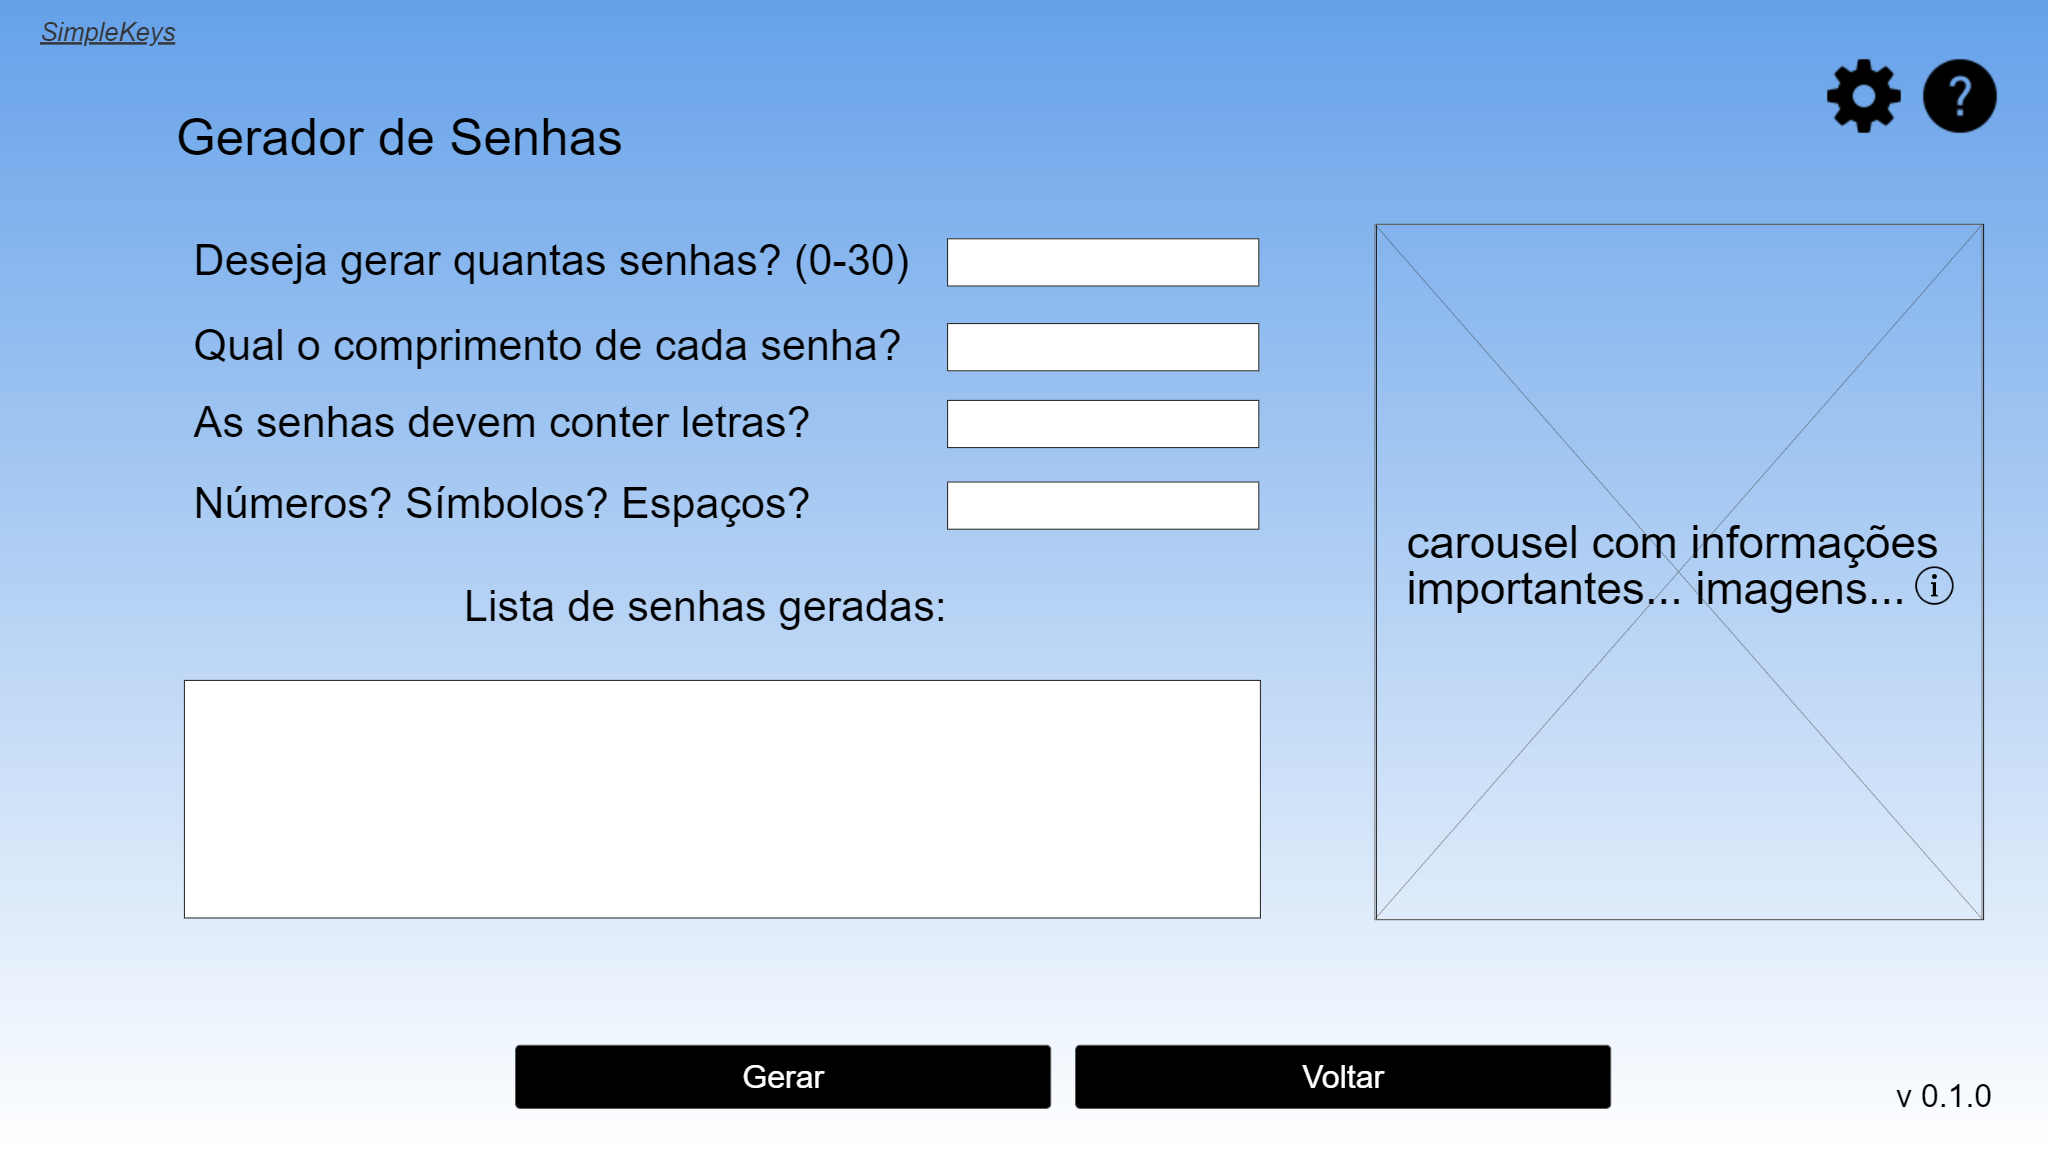 SimpleKeys
Gerador de Senhas
Deseja gerar quantas senhas? (0-30)
Qual o comprimento de cada senha?
As senhas devem conter letras?
Números? Símbolos? Espaços?
Lista de senhas geradas:
carousel com informações
importantes... imagens...
Gerar
Voltar
v 0.1.0